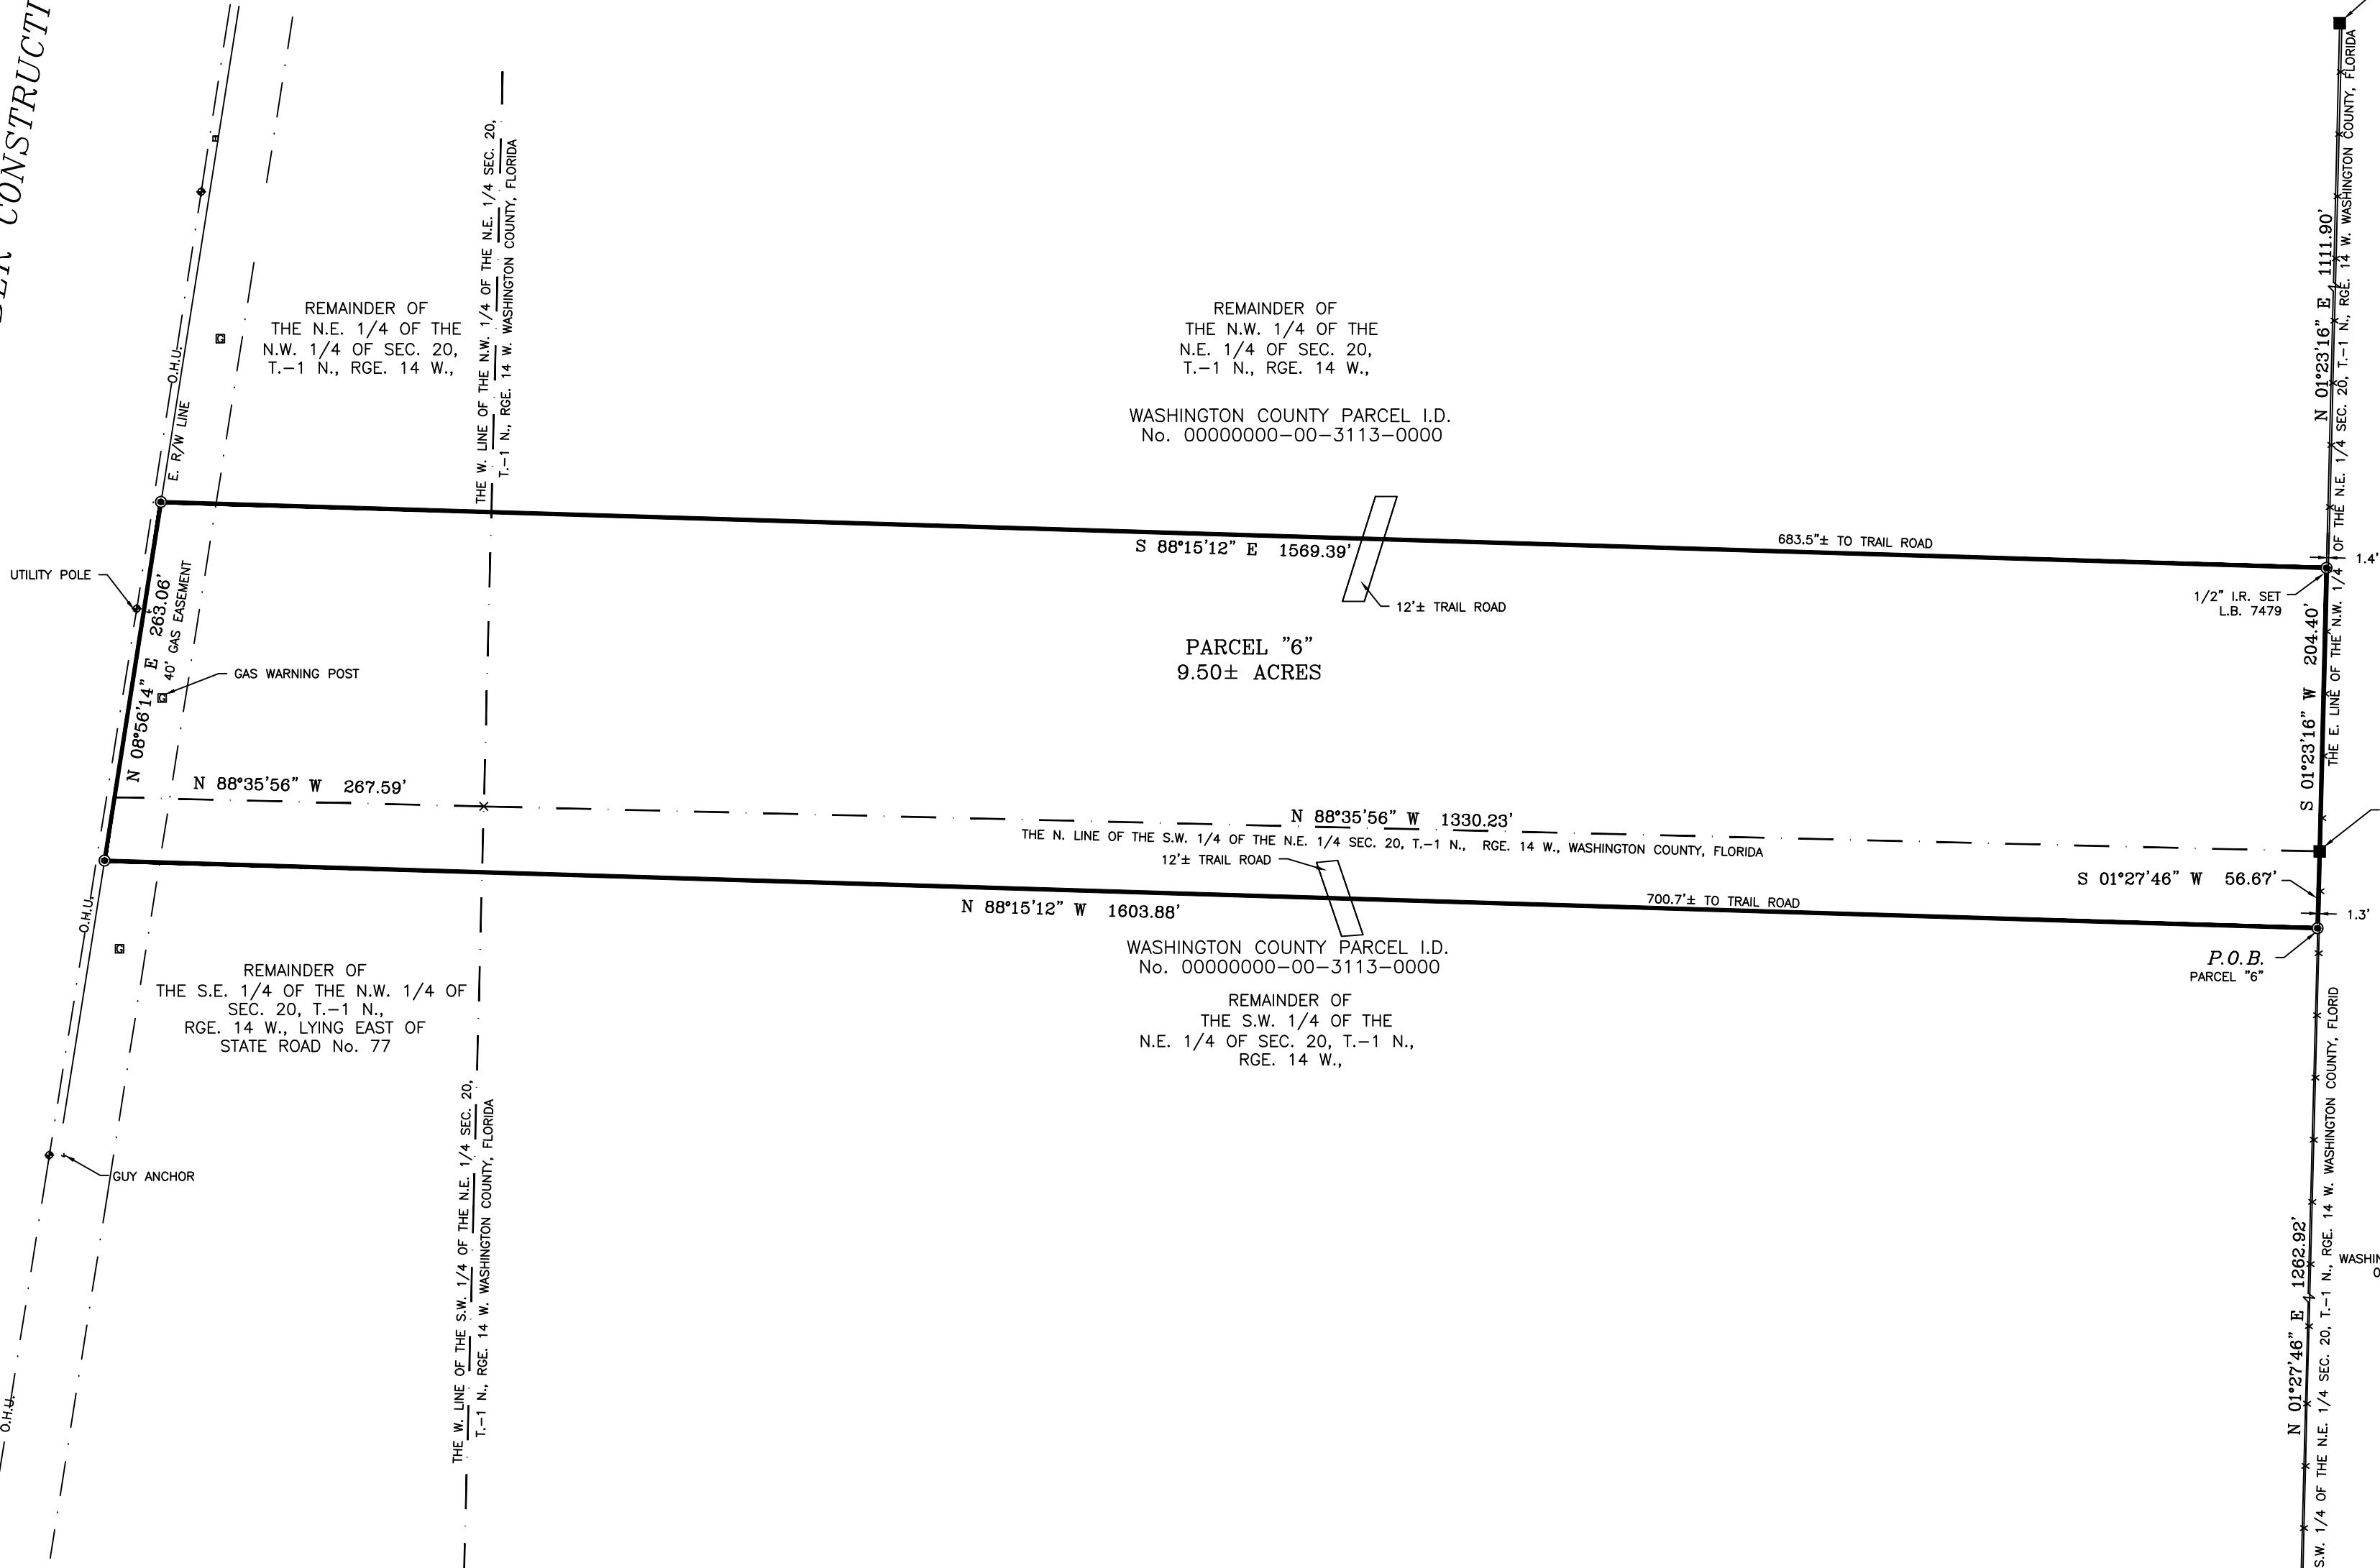 DER CONSTRUCTI
O.H.U.
E. R/W LINE
REMAINDER OF
THE N.E. 1/4 OF THE
N.W. 1/4 OF SEC. 20,
T.-1 N., RGE. 14 W.,
THE W. LINE OF THE N.W. 1/4 OF THE N.E. 1/4 SEC. 20,
T.-1 N., RGE. 14 W. WASHINGTON COUNTY, FLORIDA
REMAINDER OF
THE N.W. 1/4 OF THE
N.E. 1/4 OF SEC. 20,
T.-1 N., RGE. 14 W.,
WASHINGTON COUNTY PARCEL I.D.
No. 00000000-00-3113-0000
N 01°23'16" E 1111.90'
THE E. LINE OF THE N.W. 1/4 OF THE N.E. 1/4 SEC. 20, T.-1 N., RGE. 14 W. WASHINGTON COUNTY, FLORIDA
S 88°15'12" E 1569.39'
683.5"± TO TRAIL ROAD
1.4'
12'± TRAIL ROAD
1/2" I.R. SET
L.B. 7479
UTILITY POLE
N 08°56'14" E 263.06'
40' GAS EASEMENT
GAS WARNING POST
G
G
G
PARCEL "6"
9.50± ACRES
S 01°23'16" W 204.40'
N 88°35'56" W 267.59'
N 88°35'56" W 1330.23'
THE N. LINE OF THE S.W. 1/4 OF THE N.E. 1/4 SEC. 20, T.-1 N., RGE. 14 W., WASHINGTON COUNTY, FLORIDA
12'± TRAIL ROAD
S 01°27'46" W 56.67'
N 88°15'12" W 1603.88'
700.7'± TO TRAIL ROAD
1.3'
P.O.B.
PARCEL "6"
O.H.U.
WASHINGTON COUNTY PARCEL I.D.
No. 00000000-00-3113-0000
REMAINDER OF
THE S.W. 1/4 OF THE
N.E. 1/4 OF SEC. 20, T.-1 N.,
RGE. 14 W.,
REMAINDER OF
THE S.E. 1/4 OF THE N.W. 1/4 OF
SEC. 20, T.-1 N.,
RGE. 14 W., LYING EAST OF
STATE ROAD No. 77
GUY ANCHOR
THE W. LINE OF THE S.W. 1/4 OF THE N.E. 1/4 SEC. 20,
T.-1 N., RGE. 14 W. WASHINGTON COUNTY, FLORIDA
N 01°27'46" E 1262.92'
S.W. 1/4 OF THE N.E. 1/4 SEC. 20, T.-1 N., RGE. 14 W. WASHINGTON COUNTY, FLORID
WASHIN
O.H.U.